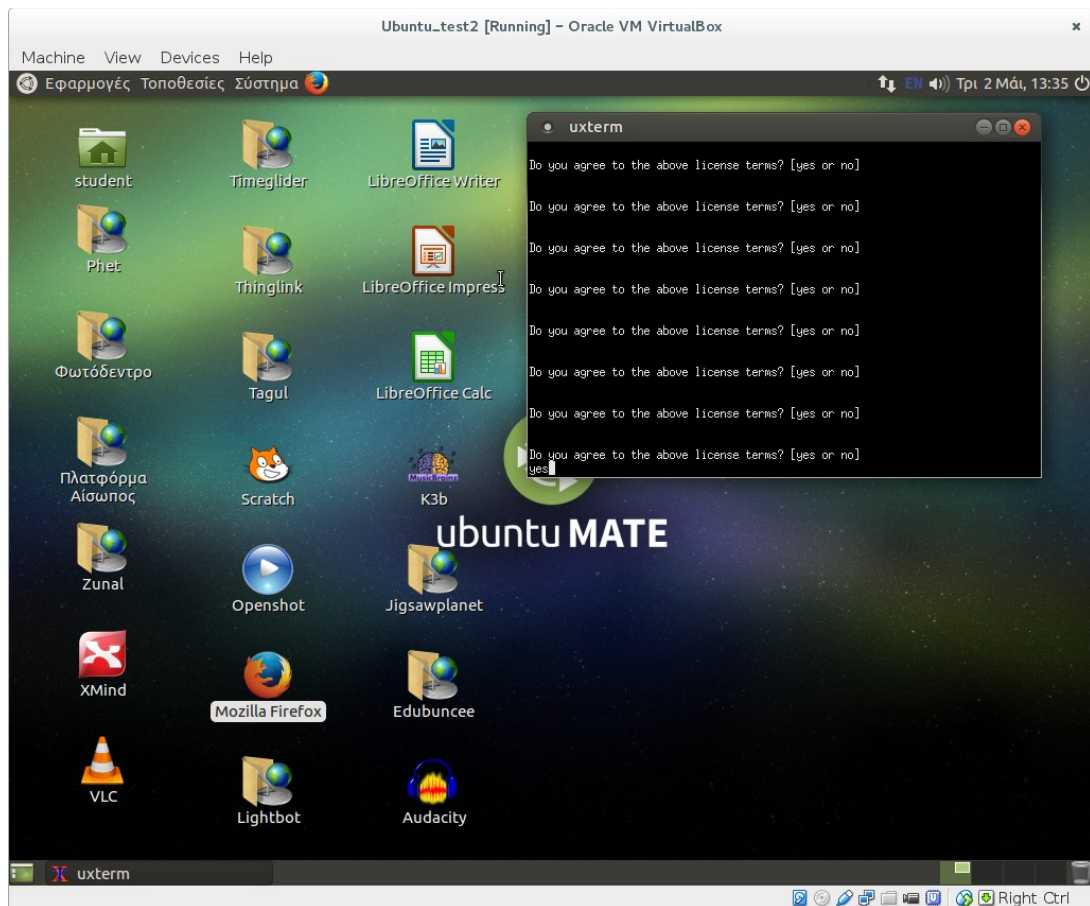 Ubuntu_test2 [Running] – Oracle VM VirtualBox
Machine View Devices Help
Εφαρμογές Τοποθεσίες Σύστημα
EN Τρι 2 Μάι, 13:35
student
Timeglider
LibreOffice Writer
Phet
Thinglink
LibreOffice Impress
Φωτόδεντρο
Tagul
LibreOffice Calc
Πλατφόρμα
Αίσωπος
Scratch
MusicBrainz
K3b
Zunal
Openshot
Jigsawplanet
XMind
Mozilla Firefox
Edubuncee
VLC
Lightbot
Audacity
uxterm
Do you agree to the above license terms? [yes or no]
Do you agree to the above license terms? [yes or no]
Do you agree to the above license terms? [yes or no]
Do you agree to the above license terms? [yes or no]
Do you agree to the above license terms? [yes or no]
Do you agree to the above license terms? [yes or no]
Do you agree to the above license terms? [yes or no]
Do you agree to the above license terms? [yes or no]
yes
ubuntu MATE
uxterm
Right Ctrl